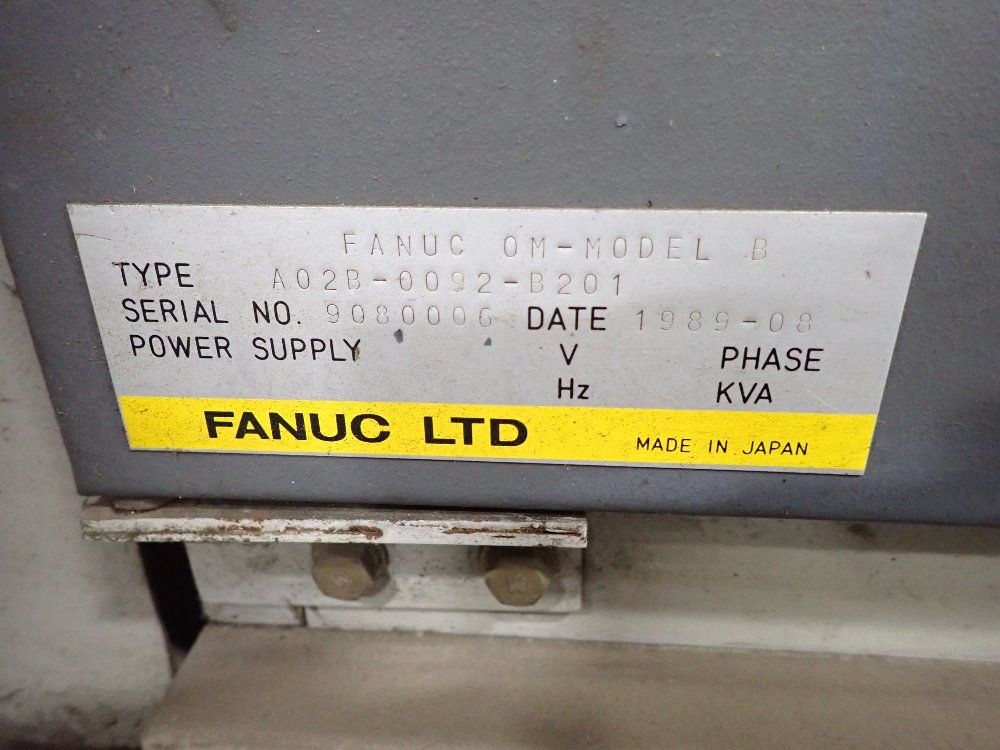 FANUC 0M-MODEL B
TYPE A02B-0092-B201
SERIAL NO. 9080006 DATE 1989-08
POWER SUPPLY V PHASE
Hz KVA
FANUC LTD MADE IN JAPAN